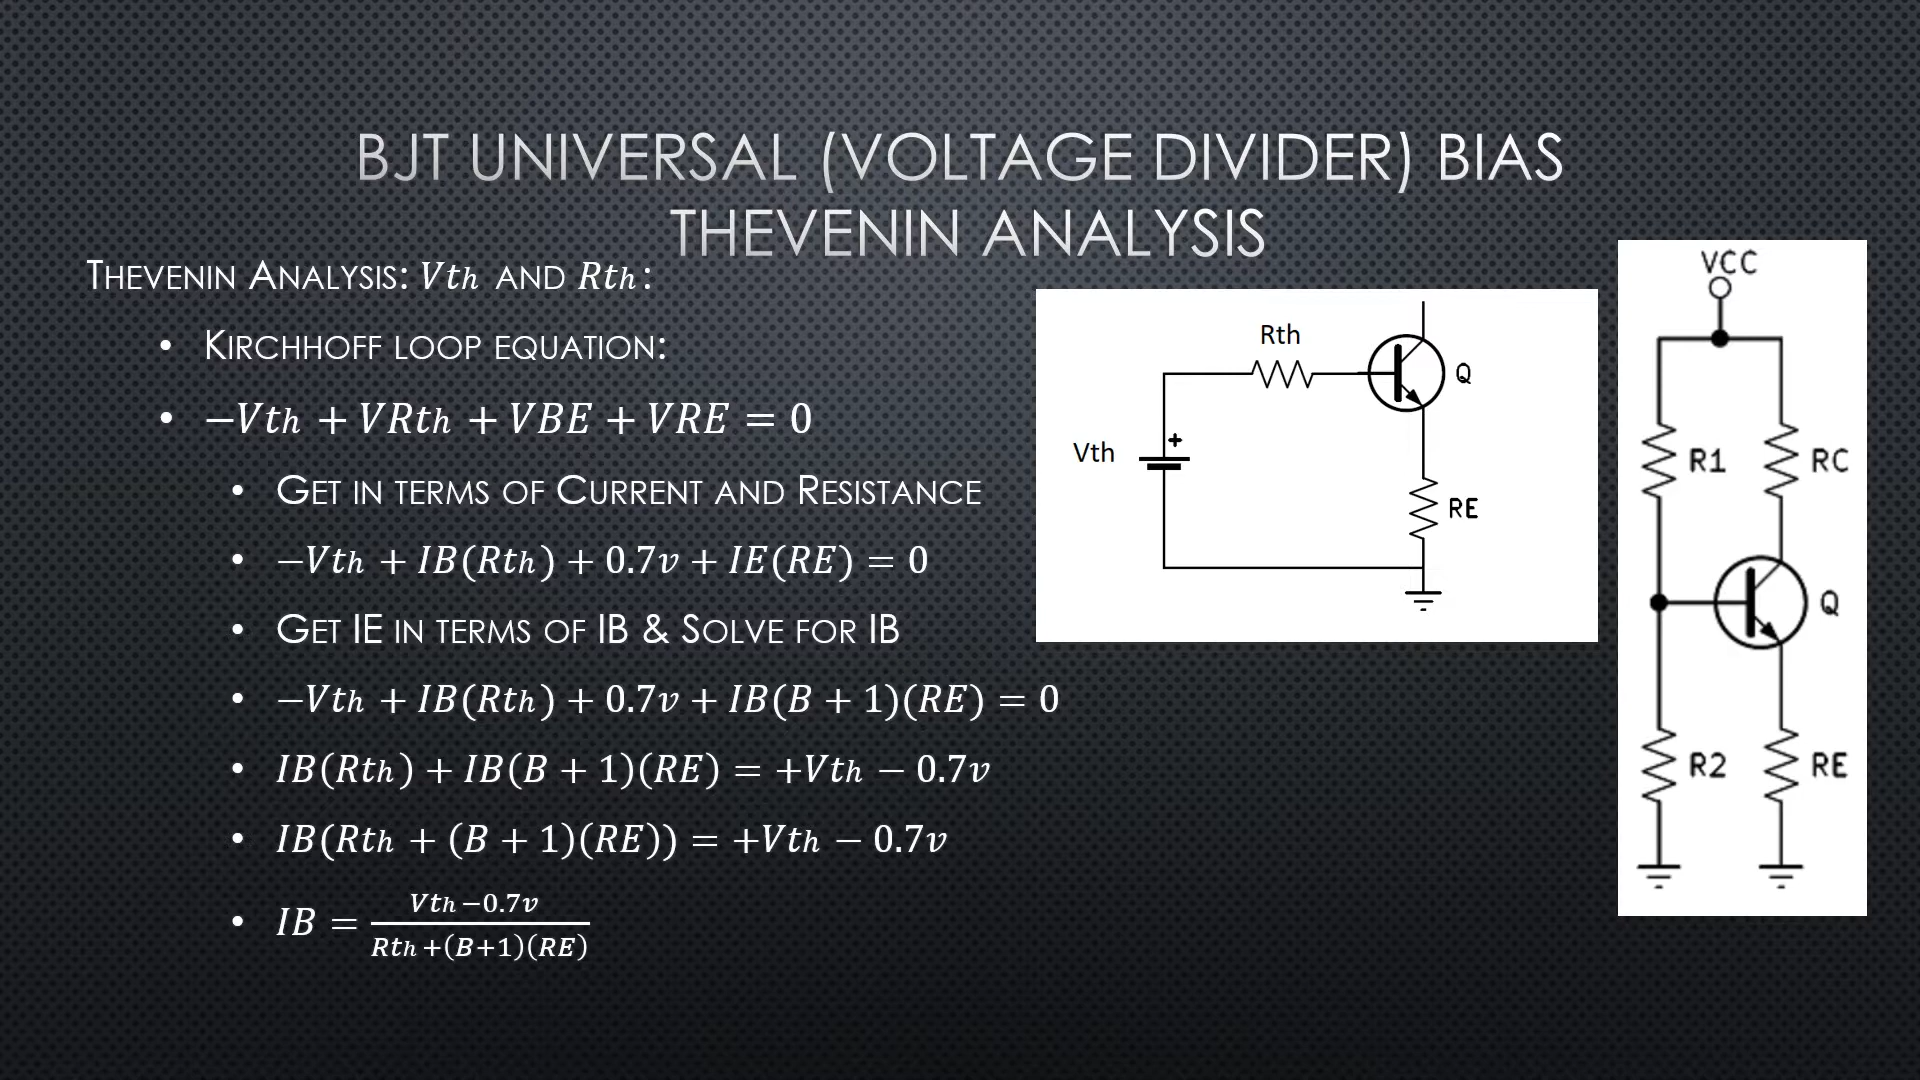 BJT UNIVERSAL (VOLTAGE DIVIDER) BIAS
THEVENIN ANALYSIS
THEVENIN ANALYSIS: Vth AND Rth:
• KIRCHHOFF LOOP EQUATION:
• −Vth + VRth + VBE + VRE = 0
• GET IN TERMS OF CURRENT AND RESISTANCE
• −Vth + IB(Rth) + 0.7v + IE(RE) = 0
• GET IE IN TERMS OF IB & SOLVE FOR IB
• −Vth + IB(Rth) + 0.7v + IB(B + 1)(RE) = 0
• IB(Rth) + IB(B + 1)(RE) = +Vth − 0.7v
• IB(Rth + (B + 1)(RE)) = +Vth − 0.7v
• IB = \frac{Vth−0.7v}{Rth+(B+1)(RE)}
Rth
Q
+
Vth
RE
VCC
R1
RC
Q
R2
RE